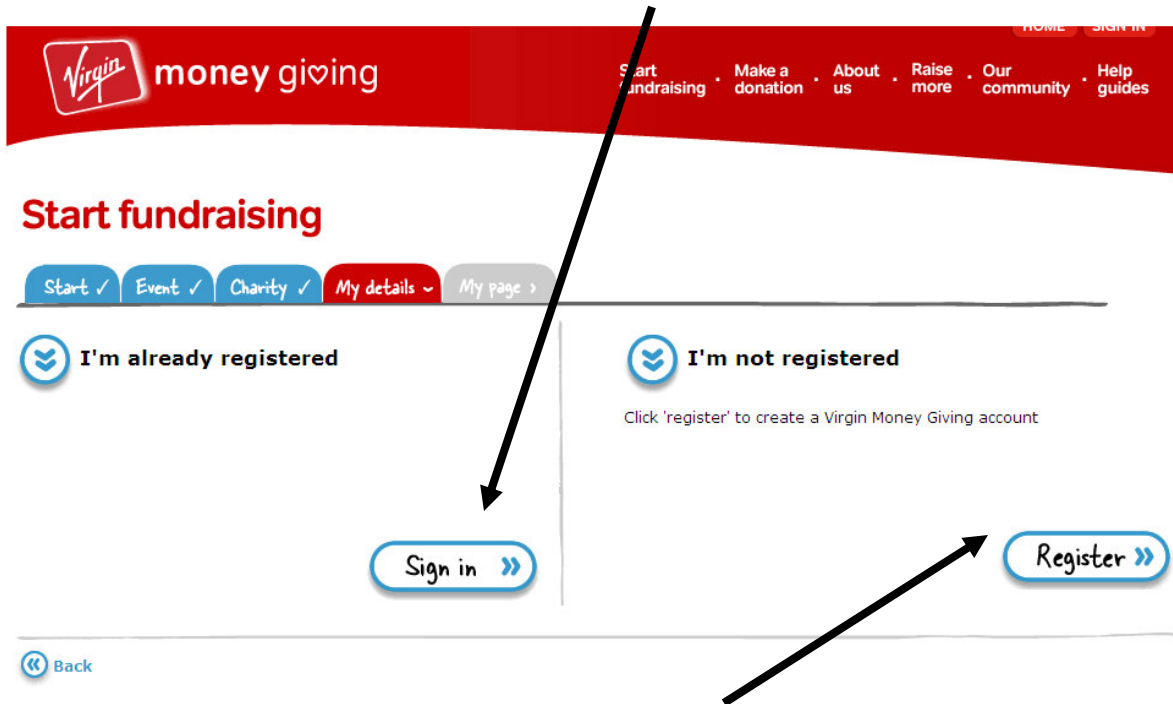 HOME SIGN IN
Virgin money giving
Start fundraising · Make a donation · About us · Raise more · Our community · Help guides
Start fundraising
Start ✓ Event ✓ Charity ✓ My details My page ›
I'm already registered
I'm not registered
Click 'register' to create a Virgin Money Giving account
Sign in »
Register »
Back